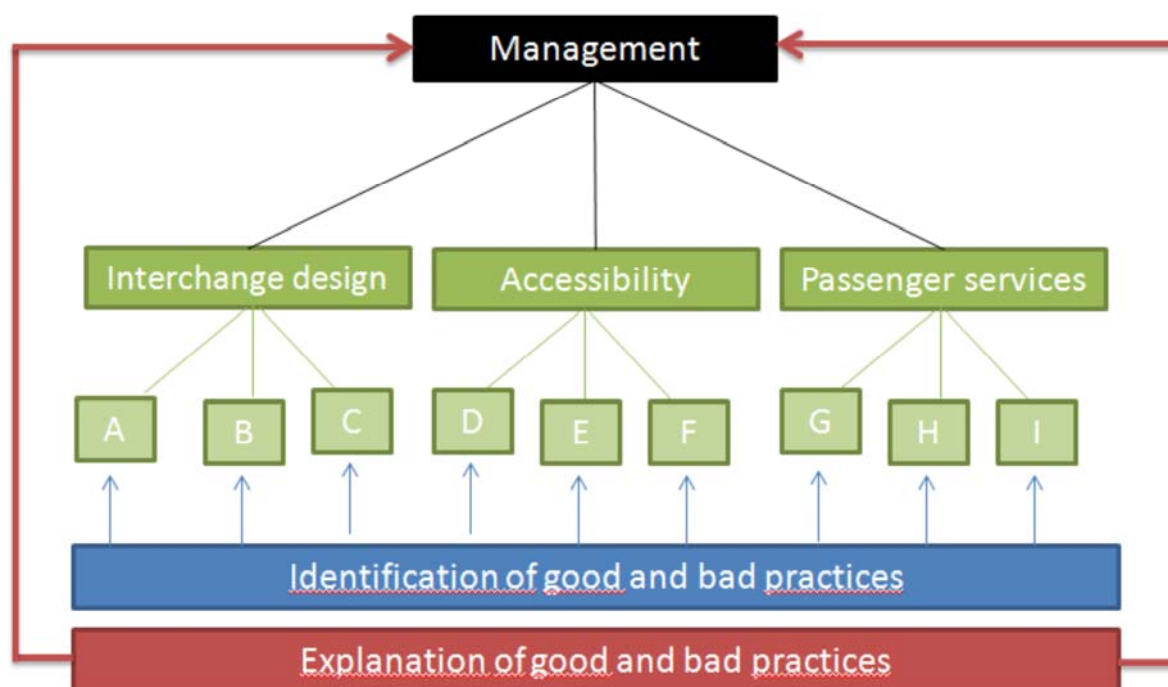 Management
Interchange design
Accessibility
Passenger services
A
B
C
D
E
F
G
H
I
Identification of good and bad practices
Explanation of good and bad practices